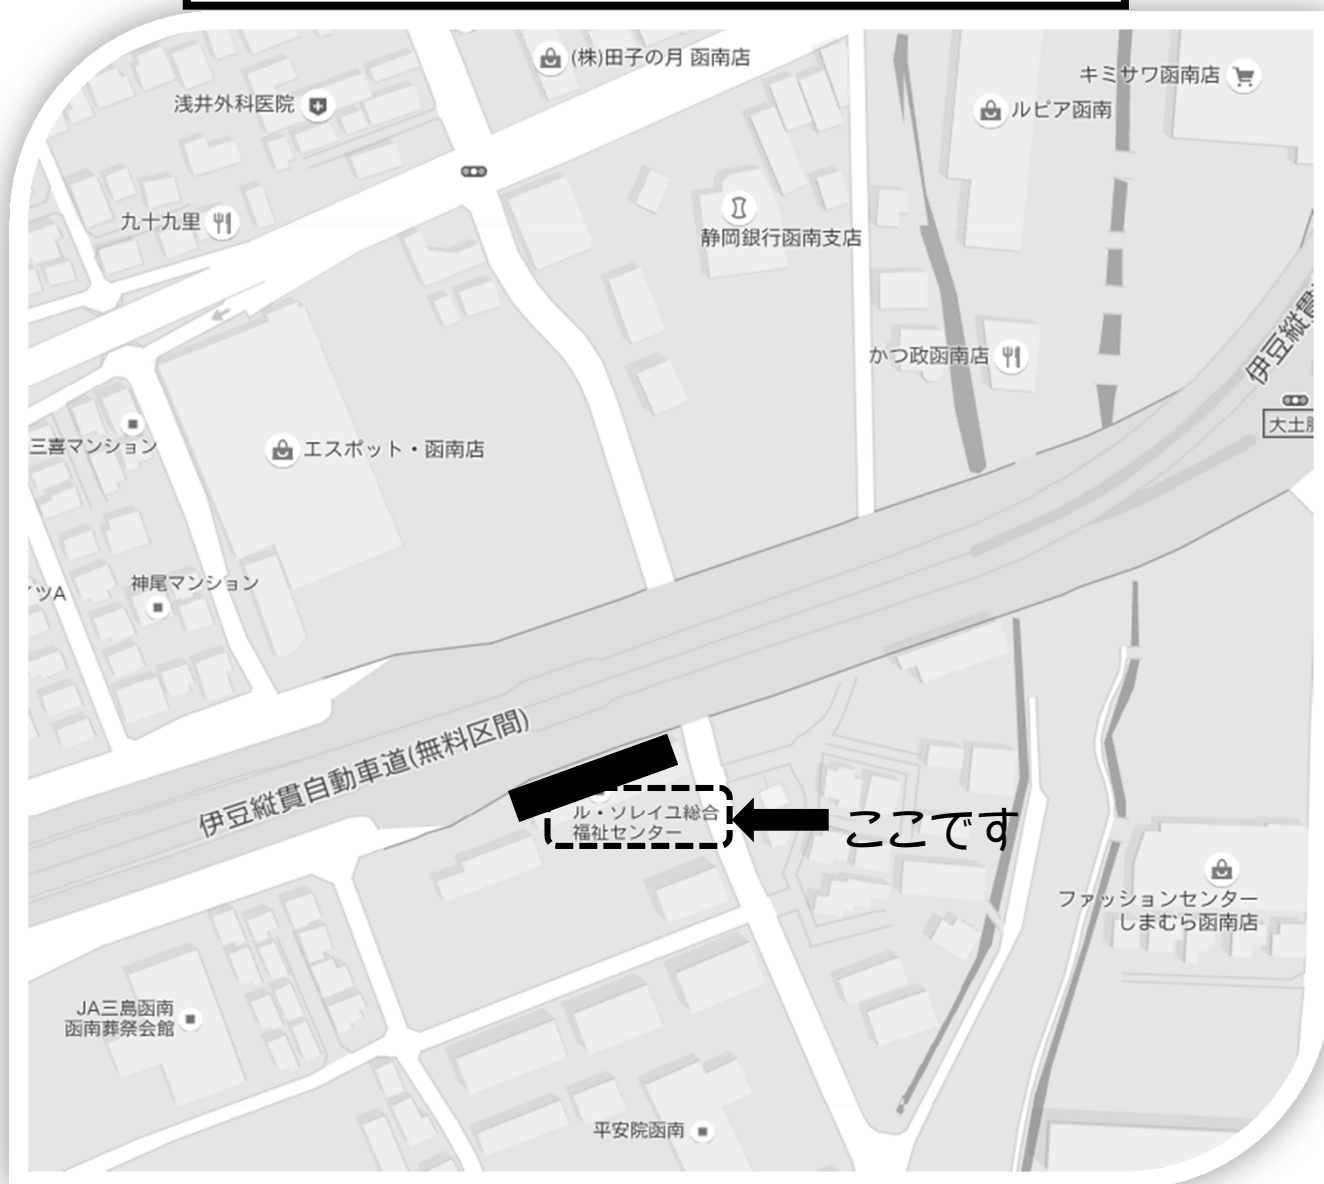 (株)田子の月 函南店
キミサワ函南店
浅井外科医院
ルピア函南
九十九里
静岡銀行函南支店
かつ政函南店
伊豆縦貫
大土
三喜マンション
エスポット・函南店
神尾マンション
ツA
伊豆縦貫自動車道(無料区間)
ル・ソレイユ総合
福祉センター
ここです
ファッションセンター
しまむら函南店
JA三島函南
函南葬祭会館
平安院函南